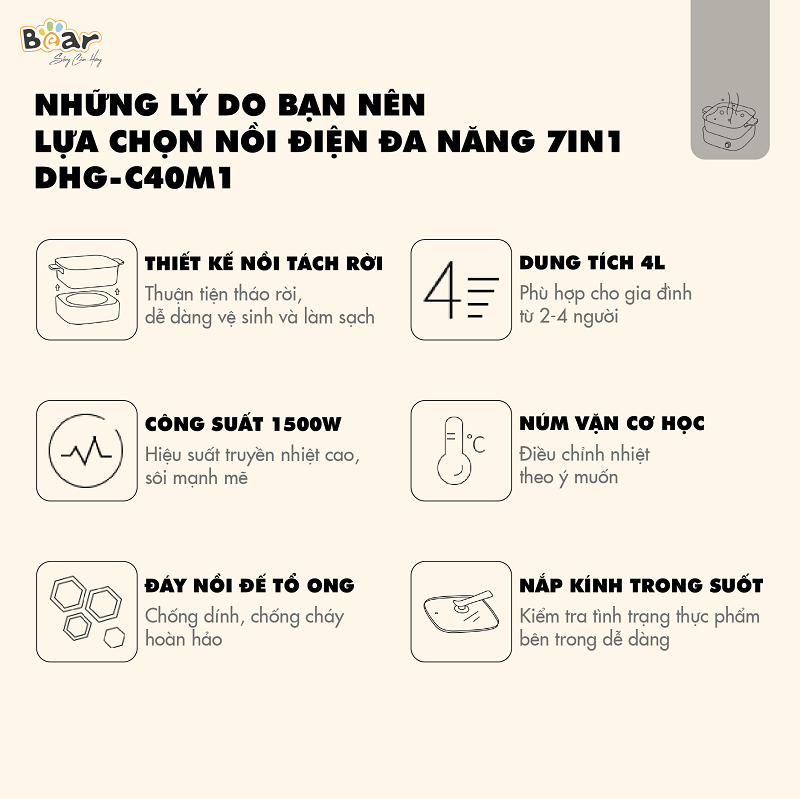 Bear
Sống Cảm Hứng
NHỮNG LÝ DO BẠN NÊN
LỰA CHỌN NỒI ĐIỆN ĐA NĂNG 7IN1
DHG-C40M1
THIẾT KẾ NỒI TÁCH RỜI
Thuận tiện tháo rời,
dễ dàng vệ sinh và làm sạch
4
DUNG TÍCH 4L
Phù hợp cho gia đình
từ 2-4 người
CÔNG SUẤT 1500W
Hiệu suất truyền nhiệt cao,
sôi mạnh mẽ
°C
NÚM VẶN CƠ HỌC
Điều chỉnh nhiệt
theo ý muốn
ĐÁY NỒI ĐẾ TỔ ONG
Chống dính, chống cháy
hoàn hảo
NẮP KÍNH TRONG SUỐT
Kiểm tra tình trạng thực phẩm
bên trong dễ dàng